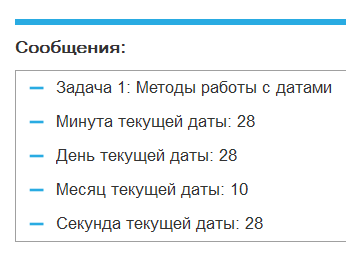 Сообщения:
Задача 1: Методы работы с датами
Минута текущей даты: 28
День текущей даты: 28
Месяц текущей даты: 10
Секунда текущей даты: 28